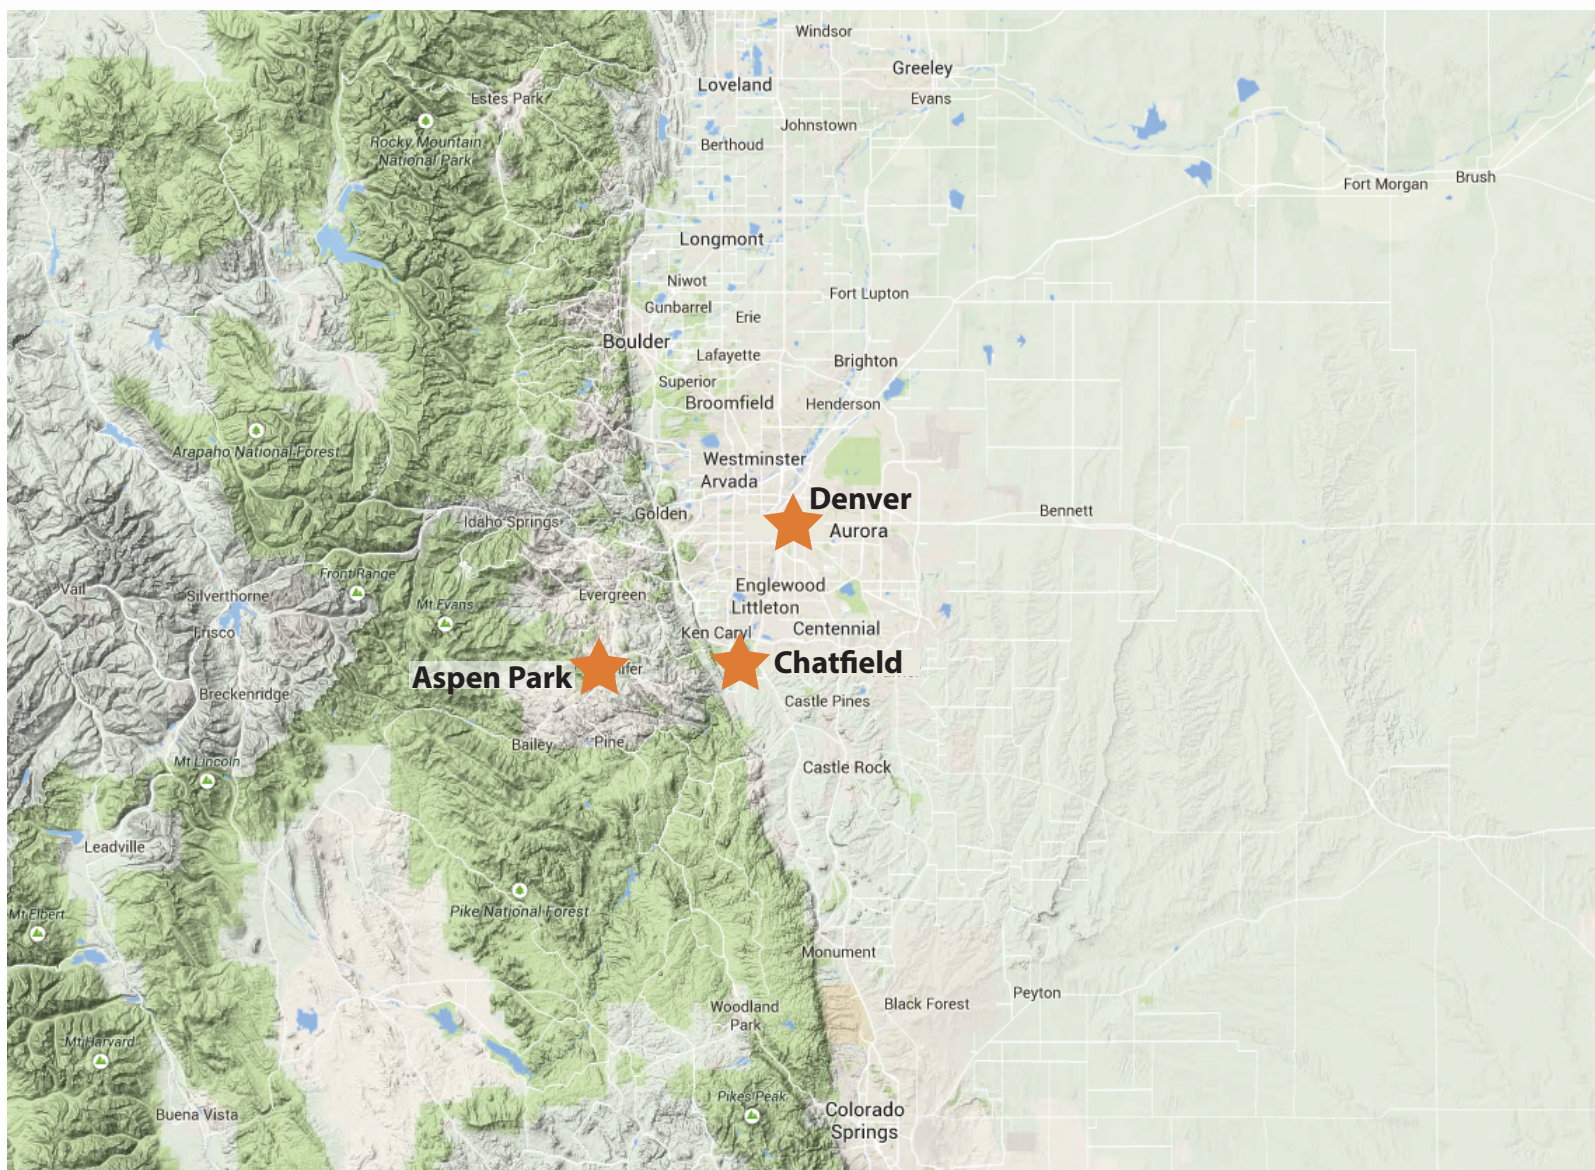 Windsor
Greeley
Loveland
Evans
Estes Park
Johnstown
Rocky Mountain
National Park
Berthoud
Fort Morgan
Brush
Longmont
Niwot
Fort Lupton
Gunbarrel
Erie
Boulder
Lafayette
Brighton
Superior
Broomfield
Henderson
Arapaho National Forest
Westminster
Arvada
Denver
Golden
Idaho Springs
Aurora
Bennett
Front Range
Vail
Silverthorne
Englewood
Evergreen
Mt Evans
Littleton
Frisco
Ken Caryl
Centennial
Chatfield
Aspen Park
Breckenridge
Castle Pines
Bailey
Pine
Mt Lincoln
Castle Rock
Leadville
Mt Elbert
Pike National Forest
Monument
Peyton
Black Forest
Woodland
Park
Mt Harvard
Pikes Peak
Buena Vista
Colorado
Springs